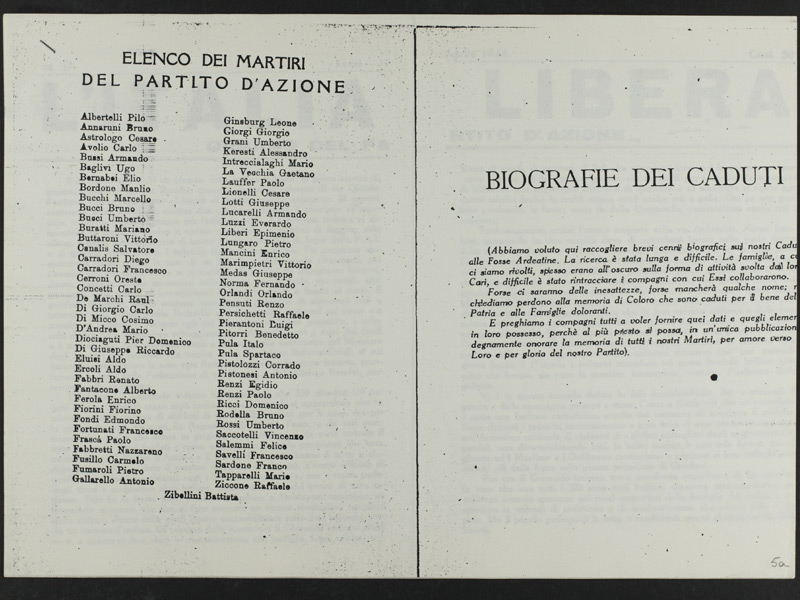 ELENCO DEI MARTIRI
DEL PARTITO D'AZIONE
Albertelli Pilo
Annaruni Bruno
Astrologo Cesare
Avolio Carlo
Bussi Armando
Baglivi Ugo
Bernabei Elio
Bordone Manlio
Bucchi Marcello
Bucci Bruno
Bucci Umberto
Buratti Mariano
Buttaroni Vittorio
Canalis Salvatore
Carradori Diego
Carradori Francesco
Cerroni Oreste
Concetti Carlo
De Marchi Raul
Di Giorgio Carlo
Di Micco Cosimo
D'Andrea Mario
Diociaguti Pier Domenico
Di Giuseppe Riccardo
Eluisi Aldo
Ercoli Aldo
Fabbri Renato
Fantacone Alberto
Ferola Enrico
Fiorini Fiorino
Fondi Edmondo
Fortunati Francesco
Frascà Paolo
Fabbretti Nazzareno
Fusillo Carmelo
Fumaroli Pietro
Gallarello Antonio
Ginsburg Leone
Giorgi Giorgio
Grani Umberto
Keresti Alessandro
Intreccialaghi Mario
La Vecchia Gaetano
Lauffer Paolo
Lionelli Cesare
Lotti Giuseppe
Lucarelli Armando
Luzzi Everardo
Liberi Epimenio
Lungaro Pietro
Mancini Enrico
Marimpietri Vittorio
Medas Giuseppe
Norma Fernando
Orlandi Orlando
Pensuti Renzo
Persichetti Raffaele
Pierantoni Luigi
Pitorri Benedetto
Pula Italo
Pula Spartaco
Pistolozzi Corrado
Pistonesi Antonio
Renzi Egidio
Renzi Paolo
Ricci Domenico
Rodella Bruno
Rossi Umberto
Saccotelli Vincenzo
Salemmi Felice
Savelli Francesco
Sardone Franco
Tapparelli Mario
Ziccone Raffaele
Zibellini Battista
BIOGRAFIE DEI CADUTI
(Abbiamo voluto qui raccogliere brevi cenni biografici sui nostri Cadu
alle Fosse Ardeatine. La ricerca è stata lunga e difficile. Le famiglie, a cu
ci siamo rivolti, spesso erano all'oscuro sulla forma di attività svolta dai lor
Cari, e difficile è stato rintracciare i compagni con cui Essi collaborarono.
Forse ci saranno delle inesattezze, forse mancherà qualche nome;
chiediamo perdono alla memoria di Coloro che sono caduti per il bene del
Patria e alle Famiglie doloranti.
E preghiamo i compagni tutti a voler fornire quei dati e quegli elemen
in loro possesso, perchè al più presto si possa, in un'unica pubblicazion
degnamente onorare la memoria di tutti i nostri Martiri, per amore verso
Loro e per gloria del nostro Partito).
5a